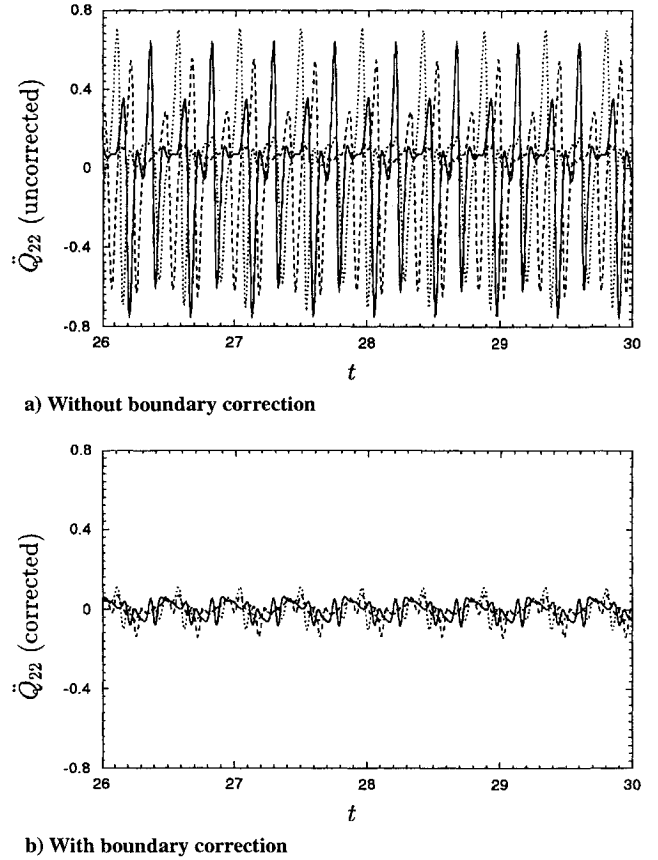 0.8
0.4
0
-0.4
-0.8
Q̈22 (uncorrected)
26 27 28 29 30
t
a) Without boundary correction
0.8
0.4
0
-0.4
-0.8
Q̈22 (corrected)
26 27 28 29 30
t
b) With boundary correction